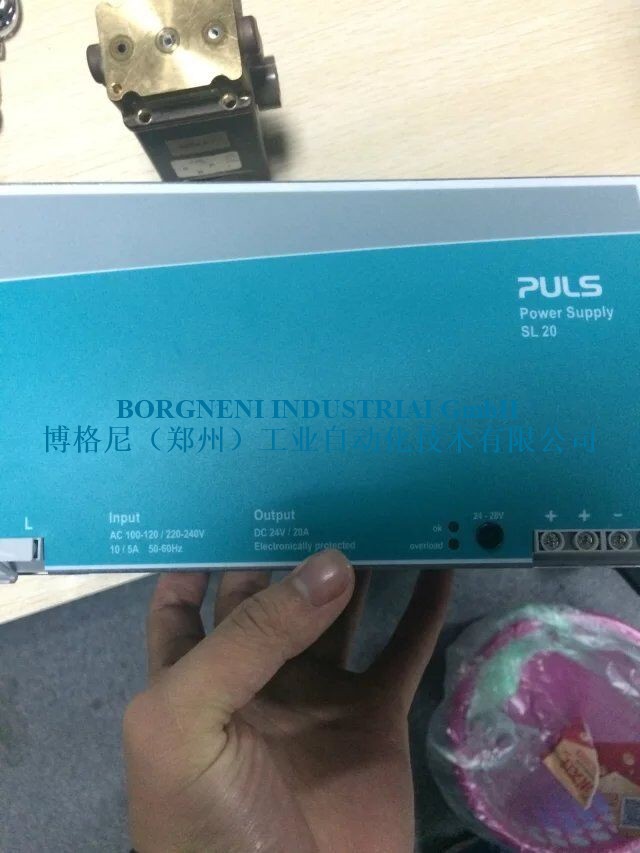 PULS
Power Supply
SL 20
BORGNENI INDUSTRIAL GmbH
博格尼（郑州）工业自动化技术有限公司
L
Input
AC 100-120 / 220-240V
10 / 5A 50-60Hz
Output
DC 24V / 20A
Electronically protected
ok
overload
24 - 28V
+ + -